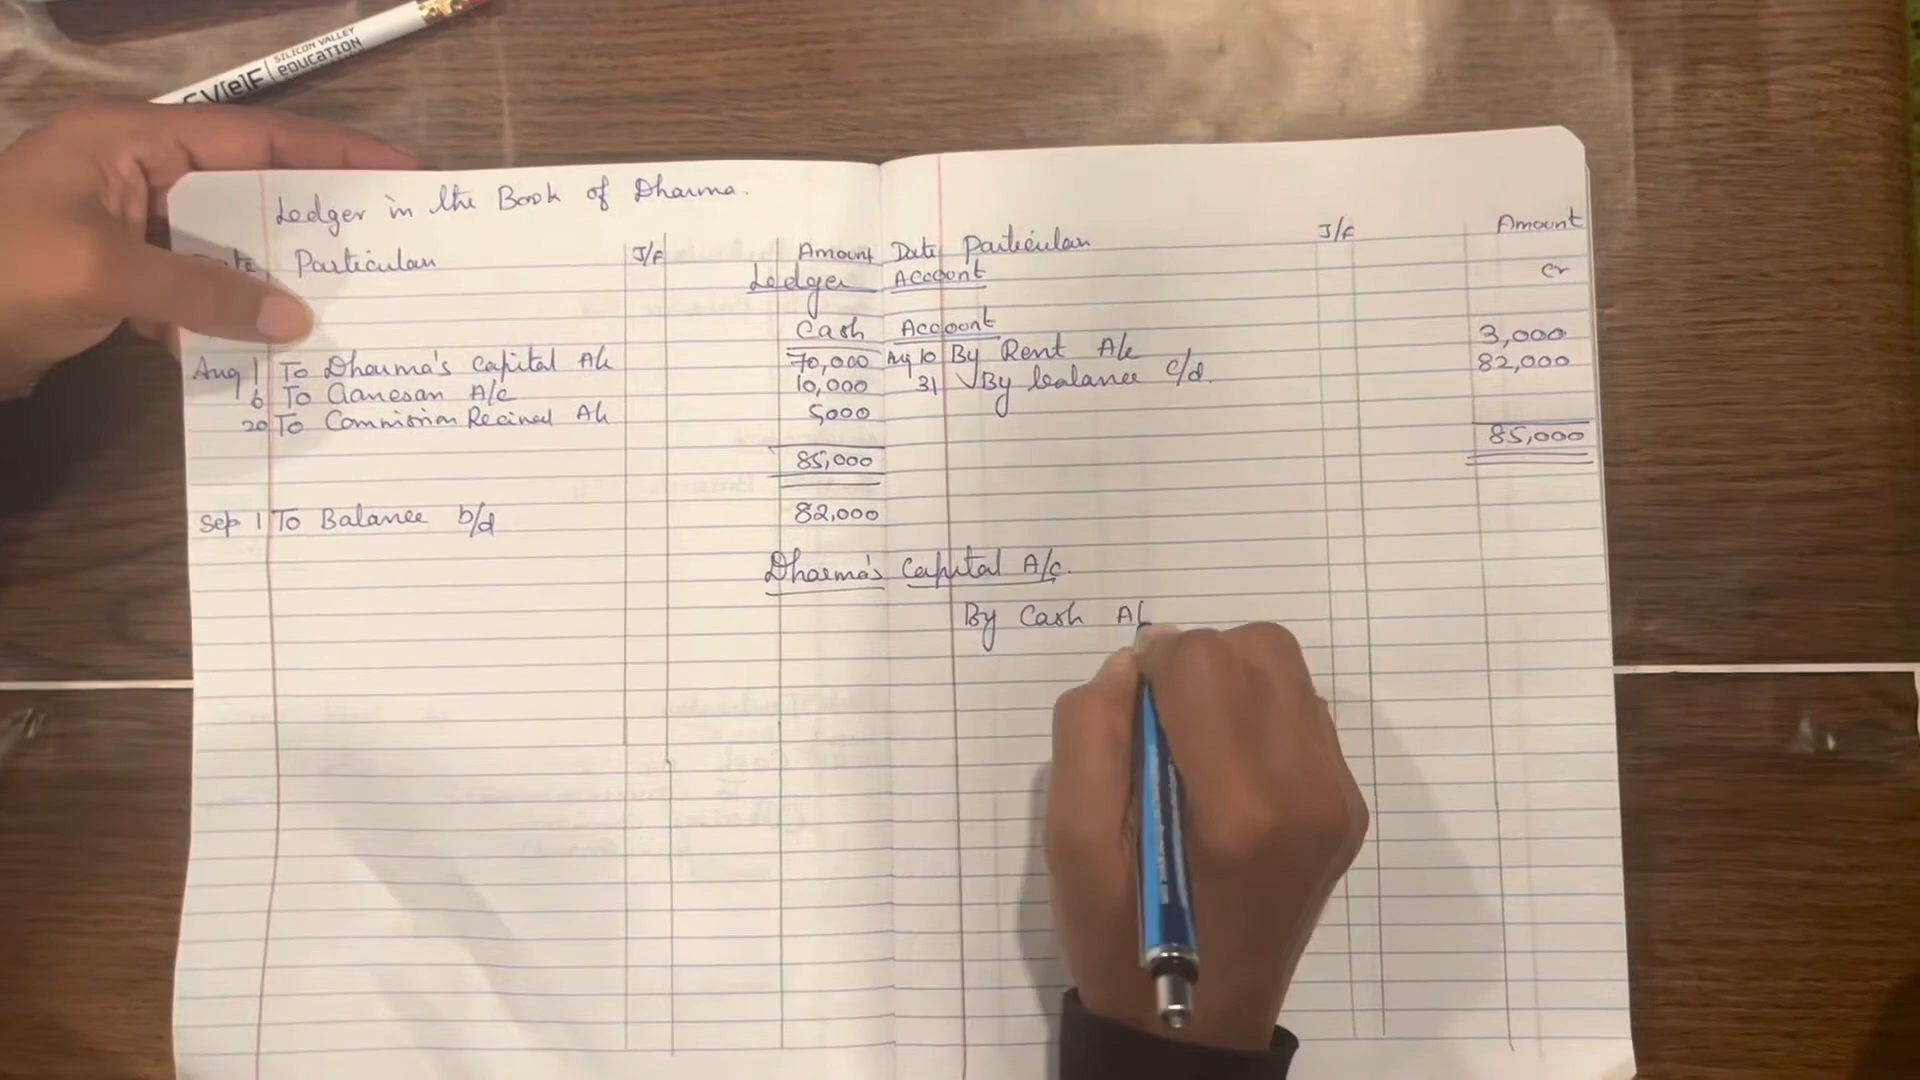 SV[e]F SILICON VALLEY
education
Ledger in the Book of Dharma.
Particulars J/F Amount Date Particulars J/F Amount
Ledger Account cr
Cash Account
Aug 1 To Dharma's Capital A/c 70,000 Aug 10 By Rent A/c 3,000
6 To Ganesan A/c 10,000 31 By balance c/d. 82,000
20 To Commission Recived A/c 5000
85,000 85,000
Sep 1 To Balance b/d 82,000
Dharma's Capital A/c.
By Cash A/